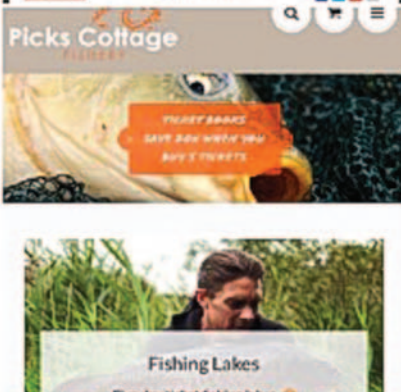 Picks Cottage
FISHERY
TICKET BOOKS
SAVE 20% WHEN YOU
BUY 5 TICKETS
Fishing Lakes